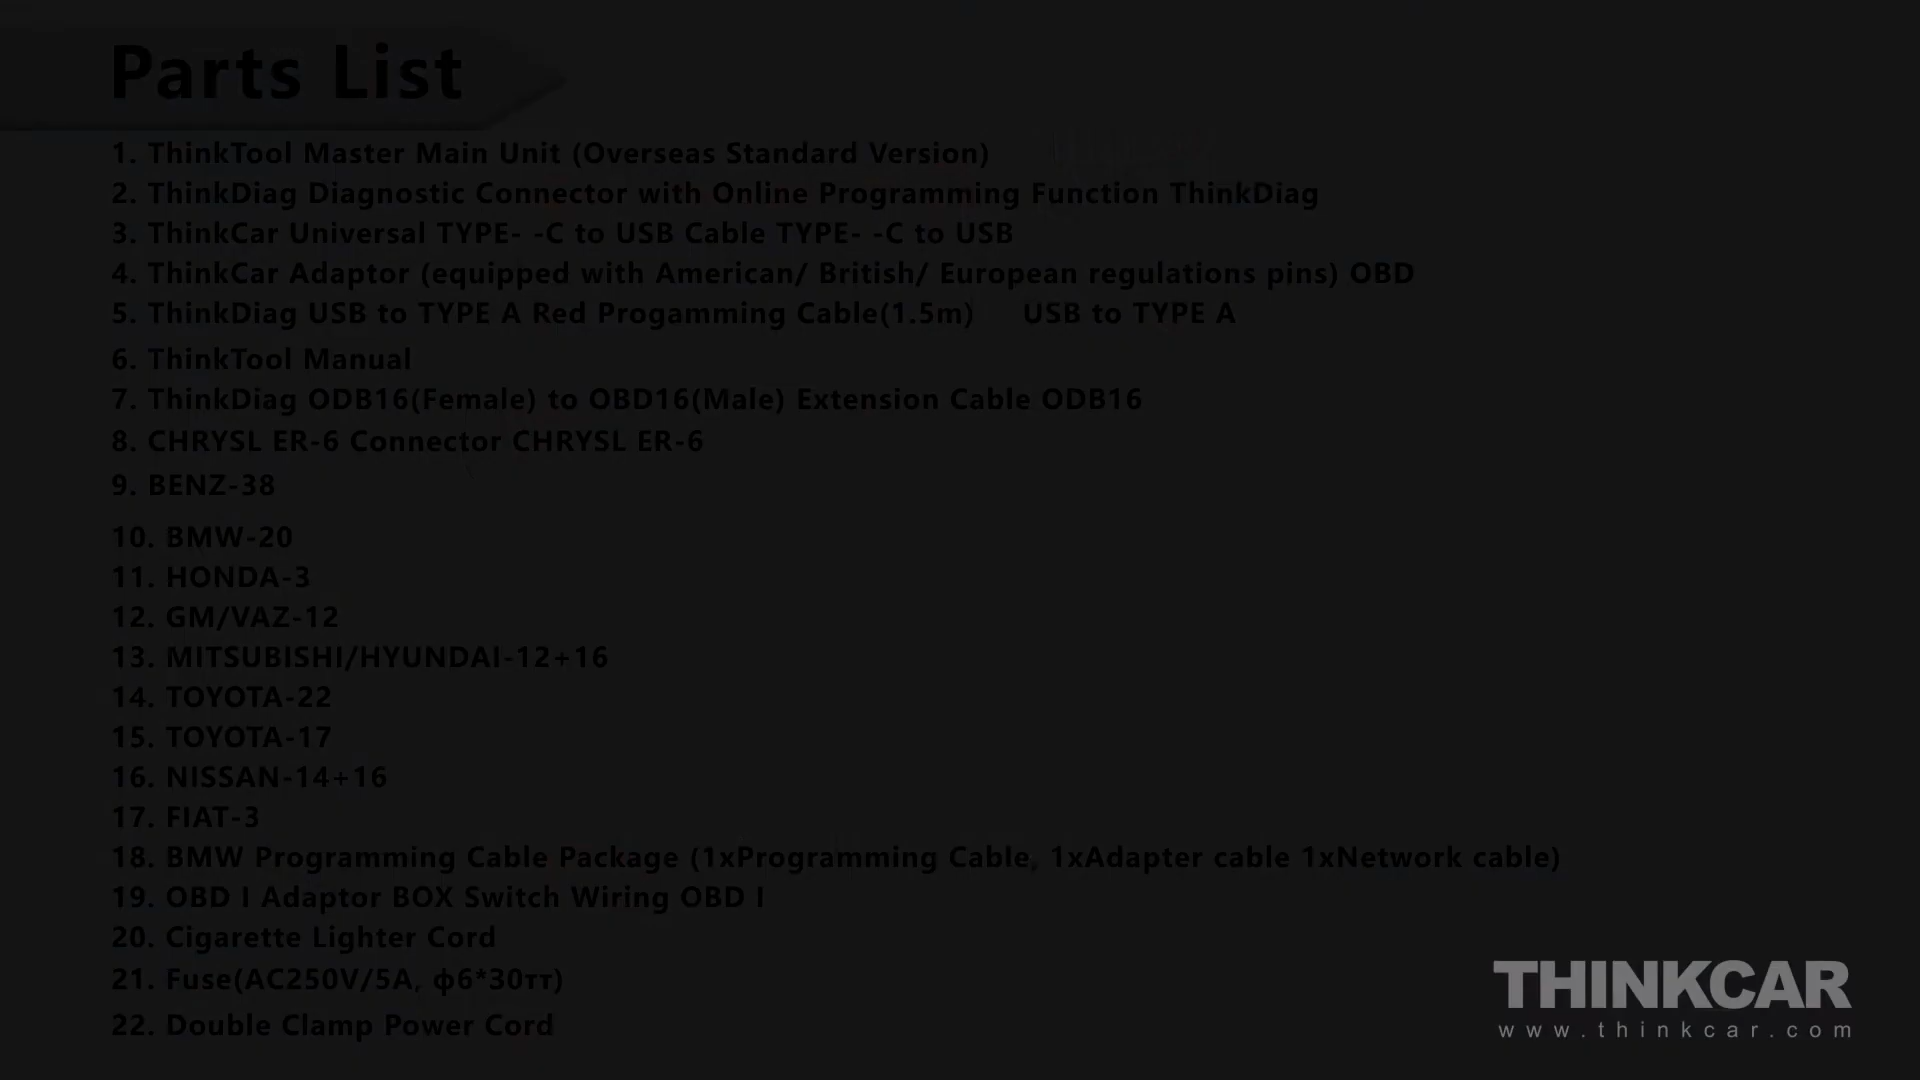 Parts List
1. ThinkTool Master Main Unit (Overseas Standard Version)
2. ThinkDiag Diagnostic Connector with Online Programming Function ThinkDiag
3. ThinkCar Universal TYPE- -C to USB Cable TYPE- -C to USB
4. ThinkCar Adaptor (equipped with American/ British/ European regulations pins) OBD
5. ThinkDiag USB to TYPE A Red Progamming Cable(1.5m) USB to TYPE A
6. ThinkTool Manual
7. ThinkDiag ODB16(Female) to OBD16(Male) Extension Cable ODB16
8. CHRYSL ER-6 Connector CHRYSL ER-6
9. BENZ-38
10. BMW-20
11. HONDA-3
12. GM/VAZ-12
13. MITSUBISHI/HYUNDAI-12+16
14. TOYOTA-22
15. TOYOTA-17
16. NISSAN-14+16
17. FIAT-3
18. BMW Programming Cable Package (1xProgramming Cable, 1xAdapter cable 1xNetwork cable)
19. OBD I Adaptor BOX Switch Wiring OBD I
20. Cigarette Lighter Cord
21. Fuse(AC250V/5A, ф6*30тт)
22. Double Clamp Power Cord
THINKCAR
www.thinkcar.com